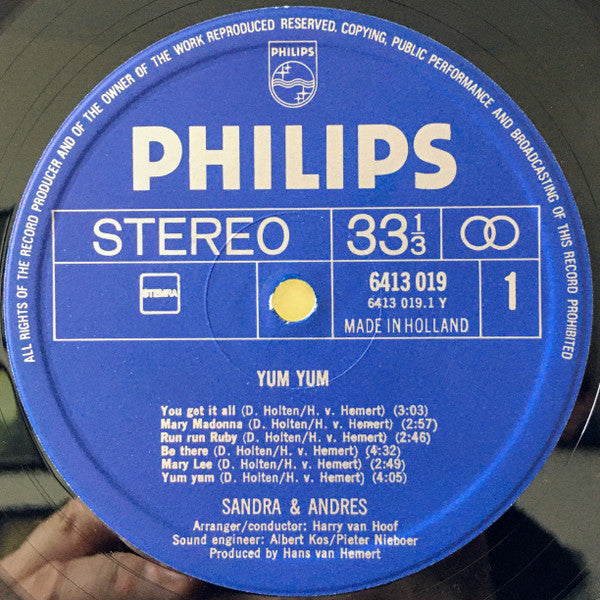 ALL RIGHTS OF THE RECORD PRODUCER AND OF THE OWNER OF THE WORK REPRODUCED RESERVED. COPYING, PUBLIC PERFORMANCE AND BROADCASTING OF THIS RECORD PROHIBITED
PHILIPS
PHILIPS
STEREO 33 1/3
STEMRA 6413 019 1
6413 019.1 Y
MADE IN HOLLAND
YUM YUM
You get it all (D. Holten/H. v. Hemert) (3:03)
Mary Madonna (D. Holten/H. v. Hemert) (2:57)
Run run Ruby (D. Holten/H. v. Hemert) (2:46)
Be there (D. Holten/H. v. Hemert) (4:32)
Mary Lee (D. Holten/H. v. Hemert) (2:49)
Yum yum (D. Holten/H. v. Hemert) (4:05)
SANDRA & ANDRES
Arranger/conductor: Harry van Hoof
Sound engineer: Albert Kos/Pieter Nieboer
Produced by Hans van Hemert